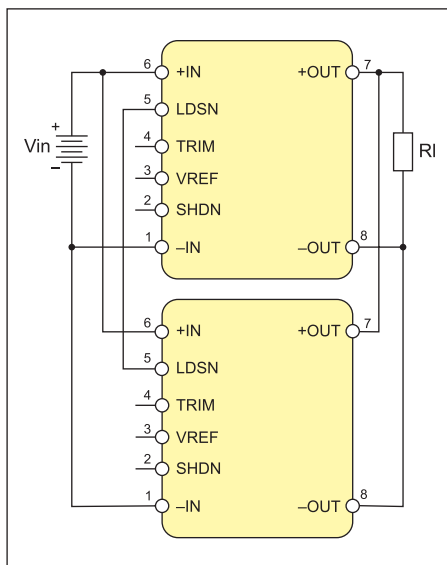 6 +IN +OUT 7
5 LDSN
+
Vin
-
4 TRIM
Rl
3 VREF
2 SHDN
1 –IN –OUT 8
6 +IN +OUT 7
5 LDSN
4 TRIM
3 VREF
2 SHDN
1 –IN –OUT 8